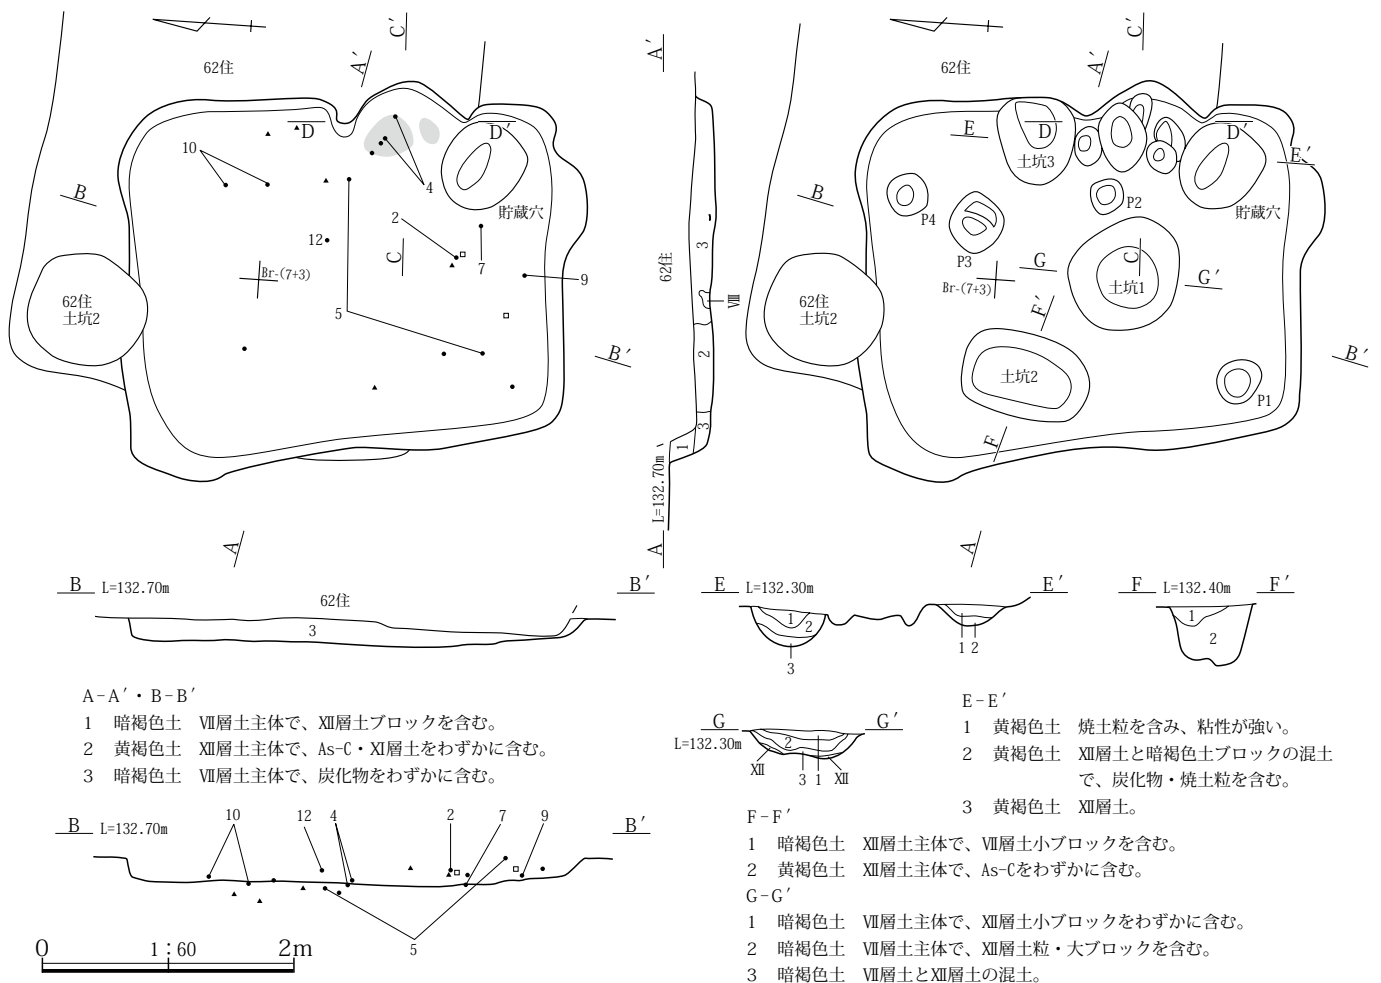 C′
A′
62住
D
D′
10
4
貯蔵穴
B
2
12
C
7
9
Br-(7+3)
5
62住
土坑2
B′
A
A′
3
62住
Ⅷ
2
3
1
L=132.70m
A
C′
A′
62住
E
D
D′
E′
土坑3
貯蔵穴
B
P4
P2
P3
G
C
G′
Br-(7+3)
土坑1
F′
62住
土坑2
土坑2
B′
P1
F
A
B L=132.70m B′
62住
3
E L=132.30m E′
1
2
3
1 2
F L=132.40m F′
1
2
A-A′・B-B′
1 暗褐色土 Ⅶ層土主体で、Ⅻ層土ブロックを含む。
2 黄褐色土 Ⅻ層土主体で、As-C・Ⅺ層土をわずかに含む。
3 暗褐色土 Ⅶ層土主体で、炭化物をわずかに含む。
G G′
L=132.30m
2
Ⅻ 3 1 Ⅻ
E-E′
1 黄褐色土 焼土粒を含み、粘性が強い。
2 黄褐色土 Ⅻ層土と暗褐色土ブロックの混土
で、炭化物・焼土粒を含む。
3 黄褐色土 Ⅻ層土。
B L=132.70m B′
10 12 4 2 7 9
5
F-F′
1 暗褐色土 Ⅻ層土主体で、Ⅶ層土小ブロックを含む。
2 黄褐色土 Ⅻ層土主体で、As-Cをわずかに含む。
G-G′
1 暗褐色土 Ⅶ層土主体で、Ⅻ層土小ブロックをわずかに含む。
2 暗褐色土 Ⅶ層土主体で、Ⅻ層土粒・大ブロックを含む。
3 暗褐色土 Ⅶ層土とⅫ層土の混土。
0 1:60 2m